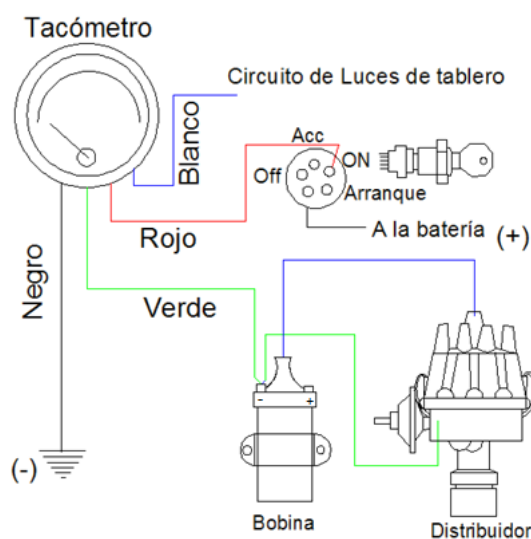 Tacómetro
Circuito de Luces de tablero
Blanco
Acc
Off
ON
Arranque
Rojo
A la batería (+)
Negro
Verde
(-)
- +
Bobina
Distribuidor